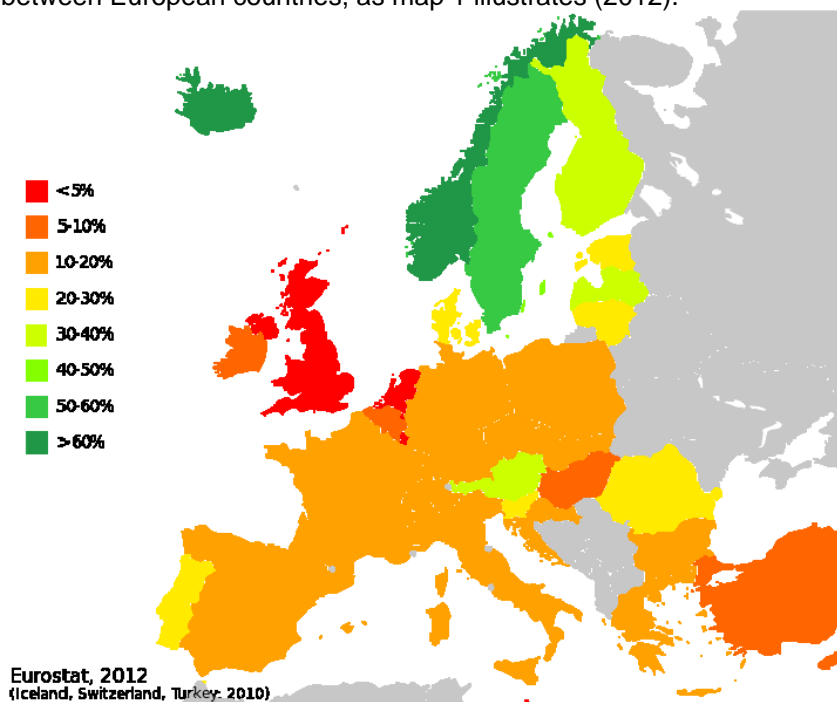 between European countries, as map 1 illustrates (2012).
<5%
5-10%
10-20%
20-30%
30-40%
40-50%
50-60%
>60%
Eurostat, 2012
(Iceland, Switzerland, Turkey: 2010)